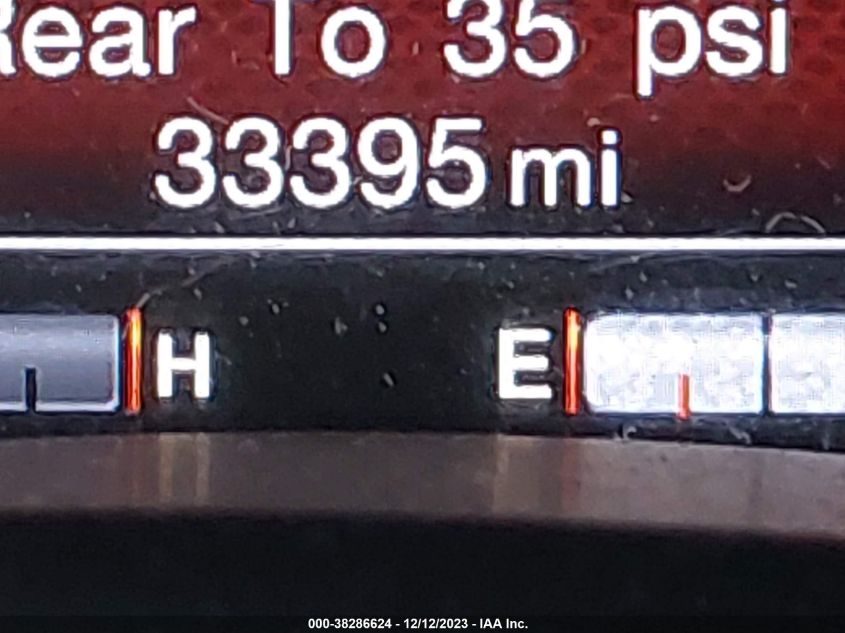 Rear To 35 psi
33395 mi
H E
000-38286624 - 12/12/2023 - IAA Inc.